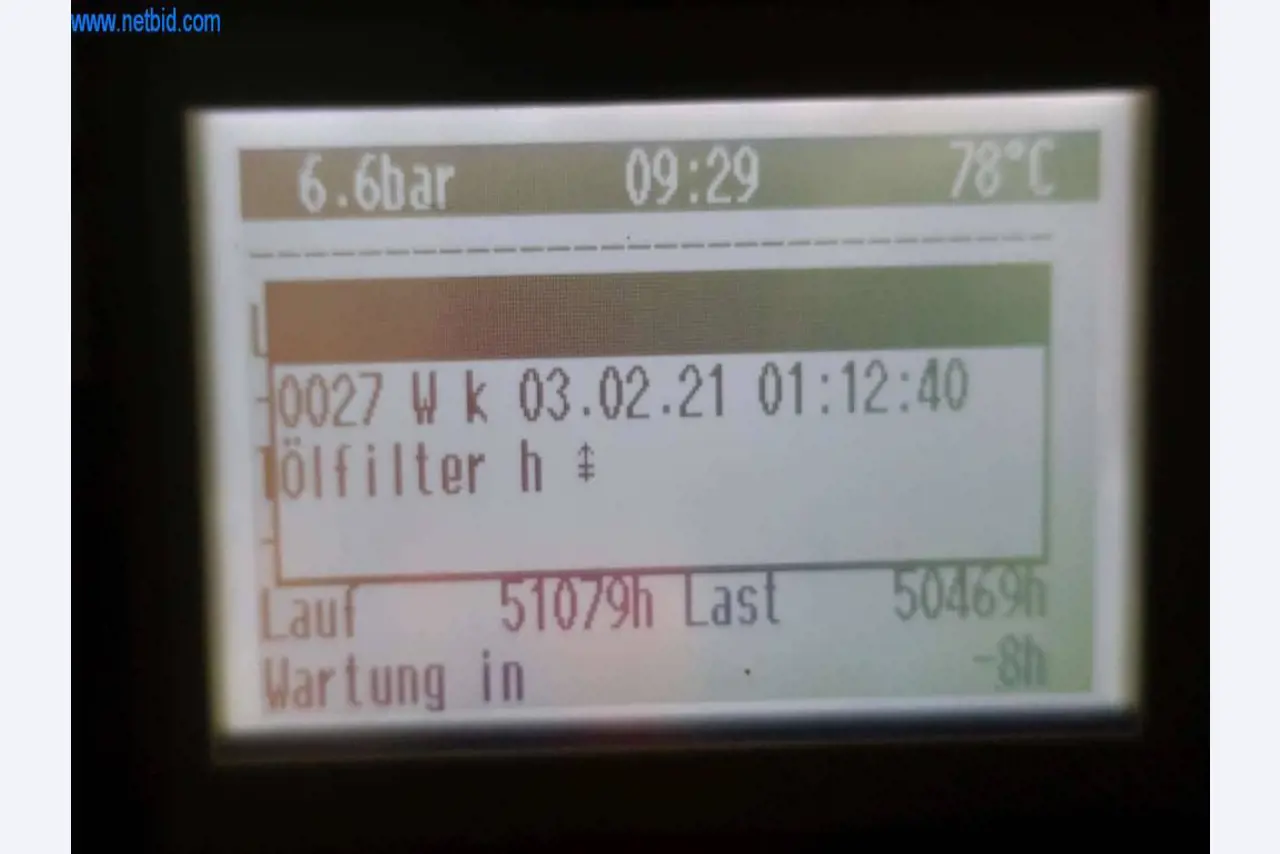 www.netbid.com
6.6bar 09:29 78°C
0027 W k 03.02.21 01:12:40
Ölfilter h ⇞
Lauf 51079h Last 50469h
Wartung in -8h